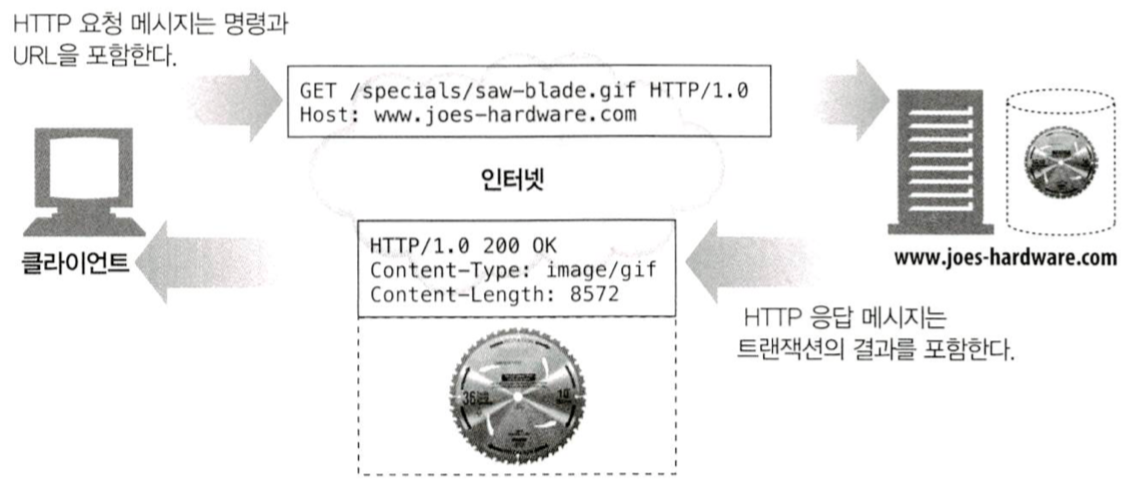 HTTP 요청 메시지는 명령과
URL을 포함한다.
GET /specials/saw-blade.gif HTTP/1.0
Host: www.joes-hardware.com
인터넷
클라이언트
www.joes-hardware.com
HTTP/1.0 200 OK
Content-Type: image/gif
Content-Length: 8572
HTTP 응답 메시지는
트랜잭션의 결과를 포함한다.
36
10